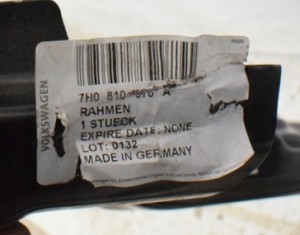 VOLKSWAGEN
7H0 810 A
RAHMEN
1 STUECK
EXPIRE DATE: NONE
LOT: 0132
MADE IN GERMANY